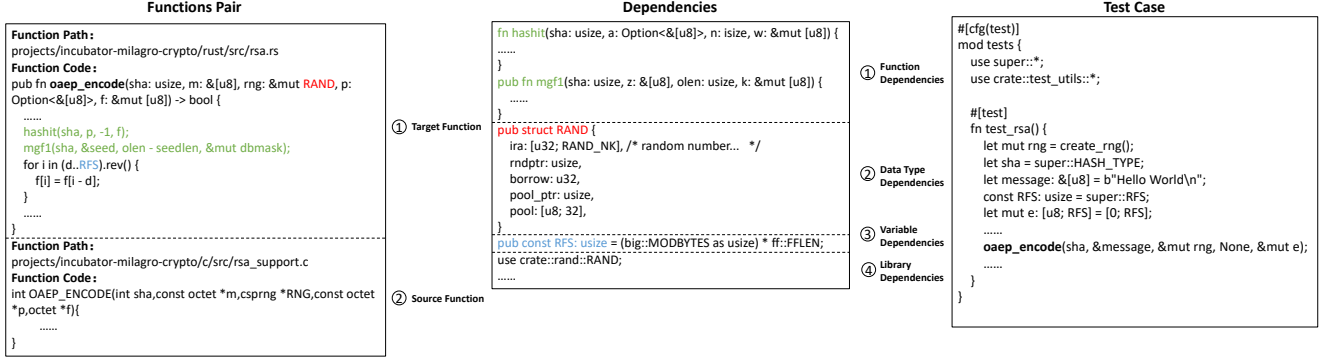 Functions Pair
Function Path:
projects/incubator-milagro-crypto/rust/src/rsa.rs
Function Code:
pub fn oaep_encode(sha: usize, m: &[u8], rng: &mut RAND, p:
Option<&[u8]>, f: &mut [u8]) -> bool {
......
hashit(sha, p, -1, f);
mgf1(sha, &seed, olen - seedlen, &mut dbmask);
for i in (d..RFS).rev() {
f[i] = f[i - d];
}
......
}
Function Path:
projects/incubator-milagro-crypto/c/src/rsa_support.c
Function Code:
int OAEP_ENCODE(int sha,const octet *m,csprng *RNG,const octet
*p,octet *f){
......
}
① Target Function
② Source Function
Dependencies
fn hashit(sha: usize, a: Option<&[u8]>, n: isize, w: &mut [u8]) {
......
}
pub fn mgf1(sha: usize, z: &[u8], olen: usize, k: &mut [u8]) {
......
}
pub struct RAND {
ira: [u32; RAND_NK], /* random number... */
rndptr: usize,
borrow: u32,
pool_ptr: usize,
pool: [u8; 32],
}
pub const RFS: usize = (big::MODBYTES as usize) * ff::FFLEN;
use crate::rand::RAND;
......
① Function
Dependencies
② Data Type
Dependencies
③ Variable
Dependencies
④ Library
Dependencies
Test Case
#[cfg(test)]
mod tests {
use super::*;
use crate::test_utils::*;
#[test]
fn test_rsa() {
let mut rng = create_rng();
let sha = super::HASH_TYPE;
let message: &[u8] = b"Hello World\n";
const RFS: usize = super::RFS;
let mut e: [u8; RFS] = [0; RFS];
......
oaep_encode(sha, &message, &mut rng, None, &mut e);
......
}
}